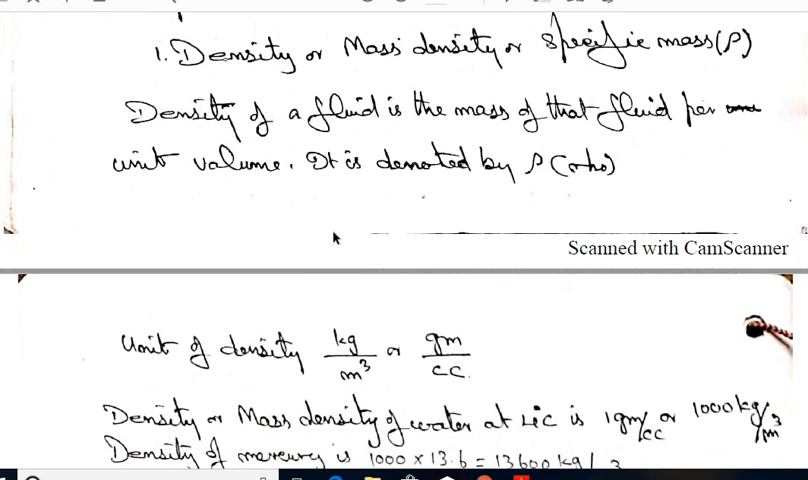 1. Density or Mass density or Specific mass (ρ)
Density of a fluid is the mass of that fluid per
unit volume. It is denoted by ρ (rho)
Scanned with CamScanner
Unit of density kg/m³ or gm/cc.
Density or Mass density of water at 4°C is 1gm/cc or 1000 kg/m³
Density of mercury is 1000 × 13.6 = 13600 kg/ 3